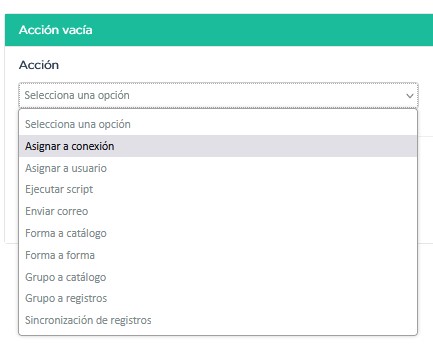 Acción vacía
Acción
Selecciona una opción
Selecciona una opción
Asignar a conexión
Asignar a usuario
Ejecutar script
Enviar correo
Forma a catálogo
Forma a forma
Grupo a catálogo
Grupo a registros
Sincronización de registros